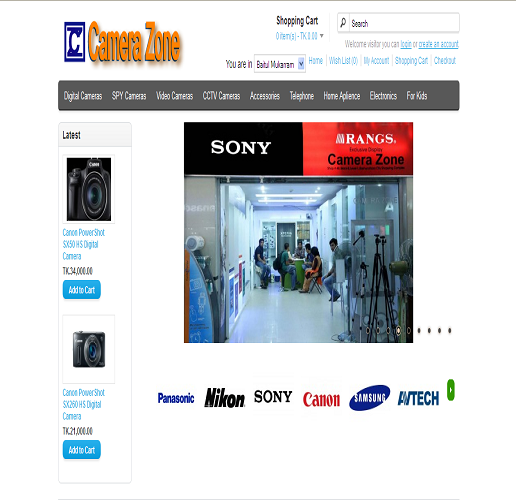 Camera Zone
Shopping Cart
0 item(s) - TK.0.00
Search
Welcome visitor you can login or create an account
You are in Baitul Mukarram
Home Wish List (0) My Account Shopping Cart Checkout
Digital Cameras SPY Cameras Video Cameras CCTV Cameras Accessories Telephone Home Aplience Electronics For Kids
Latest
Canon PowerShot
SX50 HS Digital
Camera
TK.34,000.00
Add to Cart
Canon PowerShot
SX260 HS Digital
Camera
TK.21,000.00
Add to Cart
SONY
RANGS
Exclusive Display
Camera Zone
Panasonic Nikon SONY Canon SAMSUNG AVTECH